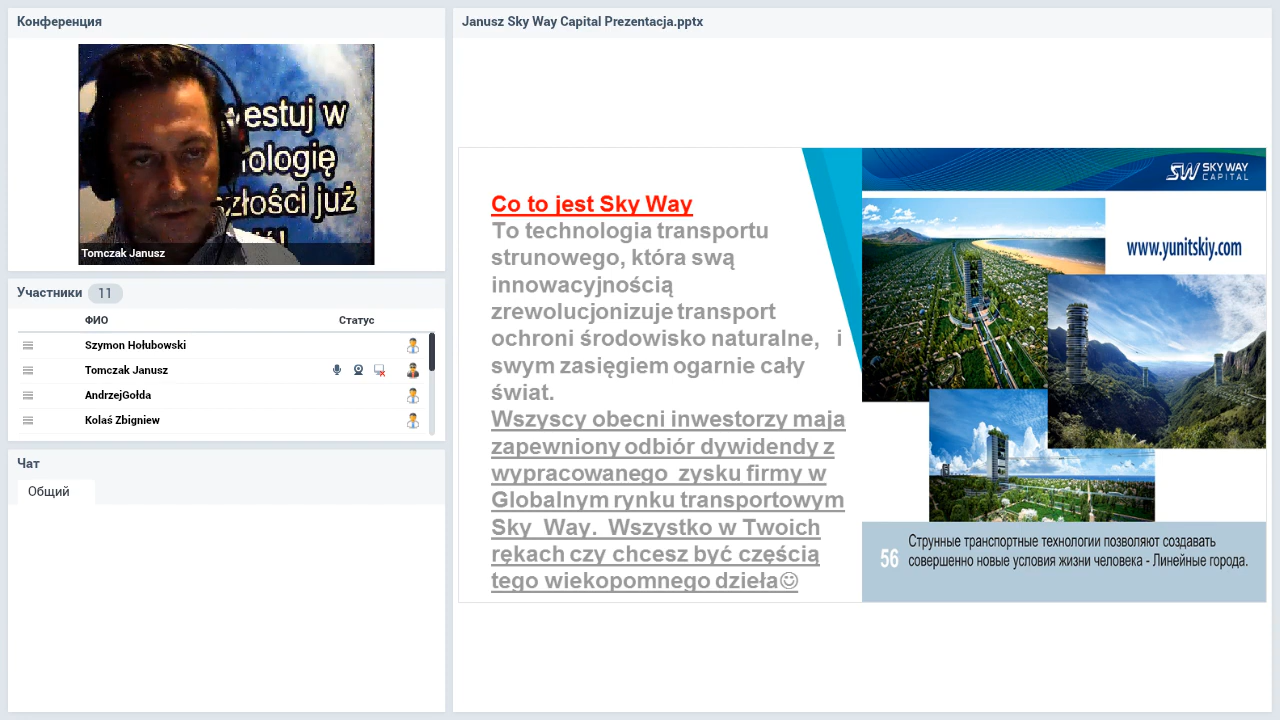 Конференция
estuj w
ologię
złości już
Tomczak Janusz
Участники 11
ФИО Статус
Szymon Hołubowski
Tomczak Janusz
AndrzejGołda
Kolaś Zbigniew
Чат
Общий
Janusz Sky Way Capital Prezentacja.pptx
Co to jest Sky Way
To technologia transportu
strunowego, która swą
innowacyjnością
zrewolucjonizuje transport
ochroni środowisko naturalne, i
swym zasięgiem ogarnie cały
świat.
Wszyscy obecni inwestorzy maja
zapewniony odbiór dywidendy z
wypracowanego zysku firmy w
Globalnym rynku transportowym
Sky Way. Wszystko w Twoich
rękach czy chcesz być częścią
tego wiekopomnego dzieła☺
SW SKY WAY
CAPITAL
www.yunitskiy.com
56 Струнные транспортные технологии позволяют создавать
совершенно новые условия жизни человека - Линейные города.